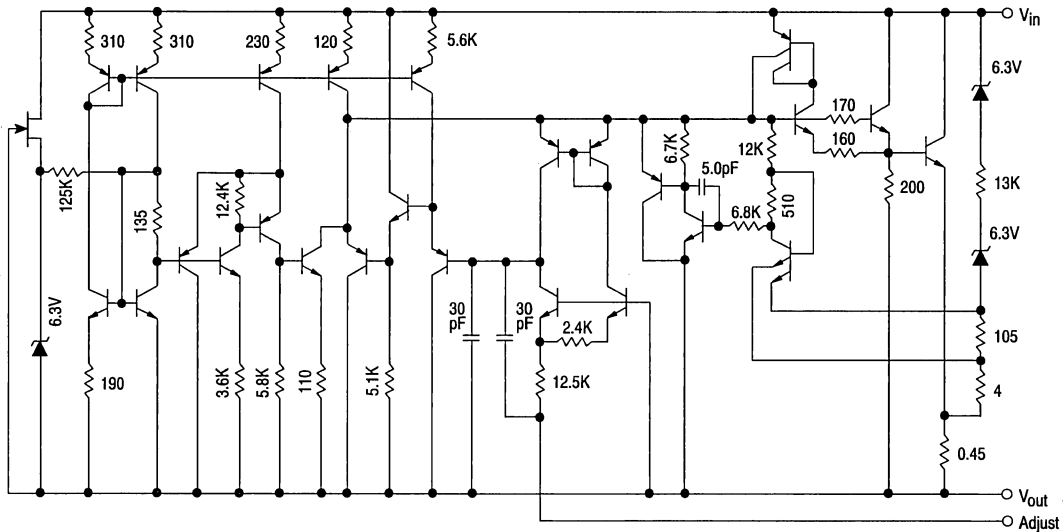 310
310
230
120
5.6K
Vin
6.3V
170
160
6.7K
12K
5.0pF
125K
12.4K
135
6.8K
510
200
13K
6.3V
6.3V
30
pF
30
pF
2.4K
105
190
3.6K
5.8K
110
5.1K
12.5K
4
0.45
Vout
Adjust